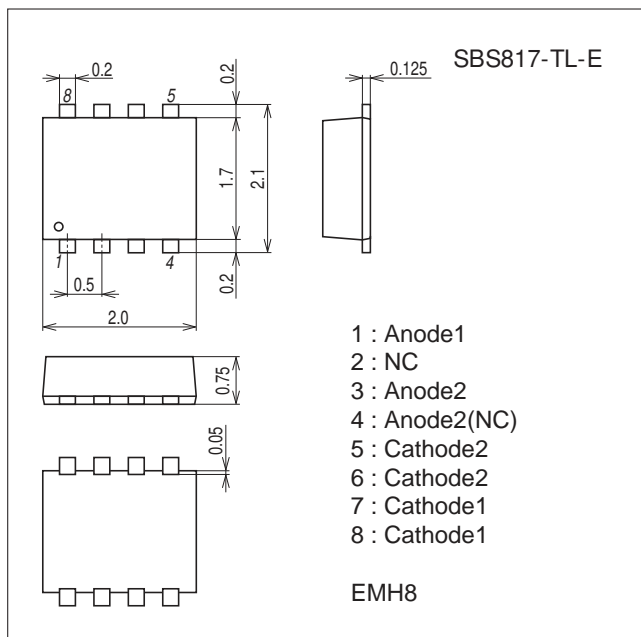 SBS817-TL-E
0.2
0.2
0.125
8
5
1.7
2.1
1
4
0.5
0.2
2.0
0.75
0.05
1 : Anode1
2 : NC
3 : Anode2
4 : Anode2(NC)
5 : Cathode2
6 : Cathode2
7 : Cathode1
8 : Cathode1
EMH8